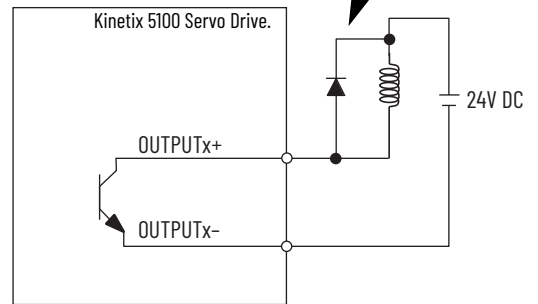 Kinetix 5100 Servo Drive.
24V DC
OUTPUTx+
OUTPUTx–